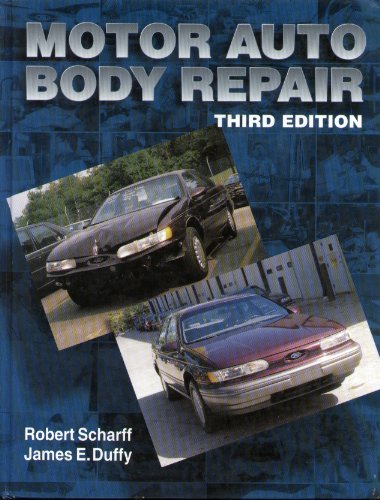 MOTOR AUTO
BODY REPAIR
THIRD EDITION
Robert Scharff
James E. Duffy